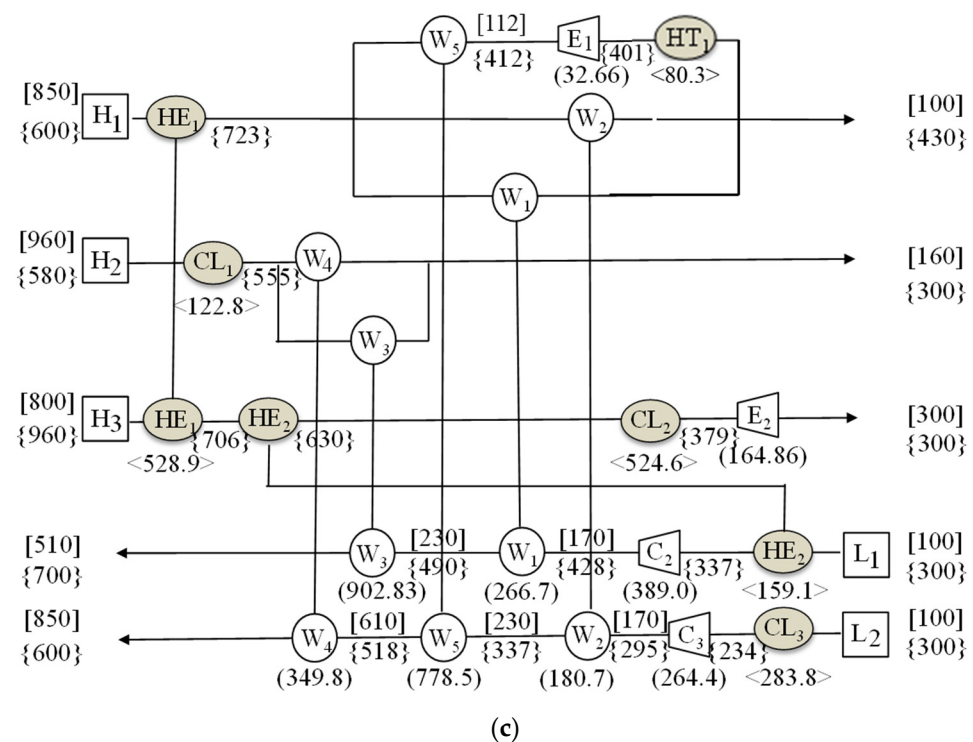 [112]
W5 E1 HT1
{412} {401}
(32.66) <80.3>
[850] [100]
H1 HE1 W2
{600} {723} {430}
W1
[960] [160]
H2 CL1 W4
{580} {555} {300}
<122.8>
W3
[800] [300]
H3 HE1 HE2 CL2 E2
{960} {706} {630} {379} {300}
<528.9> <524.6> (164.86)
[510] [230] [170] [100]
W3 W1 C2 HE2 L1
{700} {490} {428} {337} {300}
(902.83) (266.7) (389.0) <159.1>
[850] [610] [230] [170] [100]
W4 W5 W2 C3 CL3 L2
{600} {518} {337} {295} {234} {300}
(349.8) (778.5) (180.7) (264.4) <283.8>
(c)